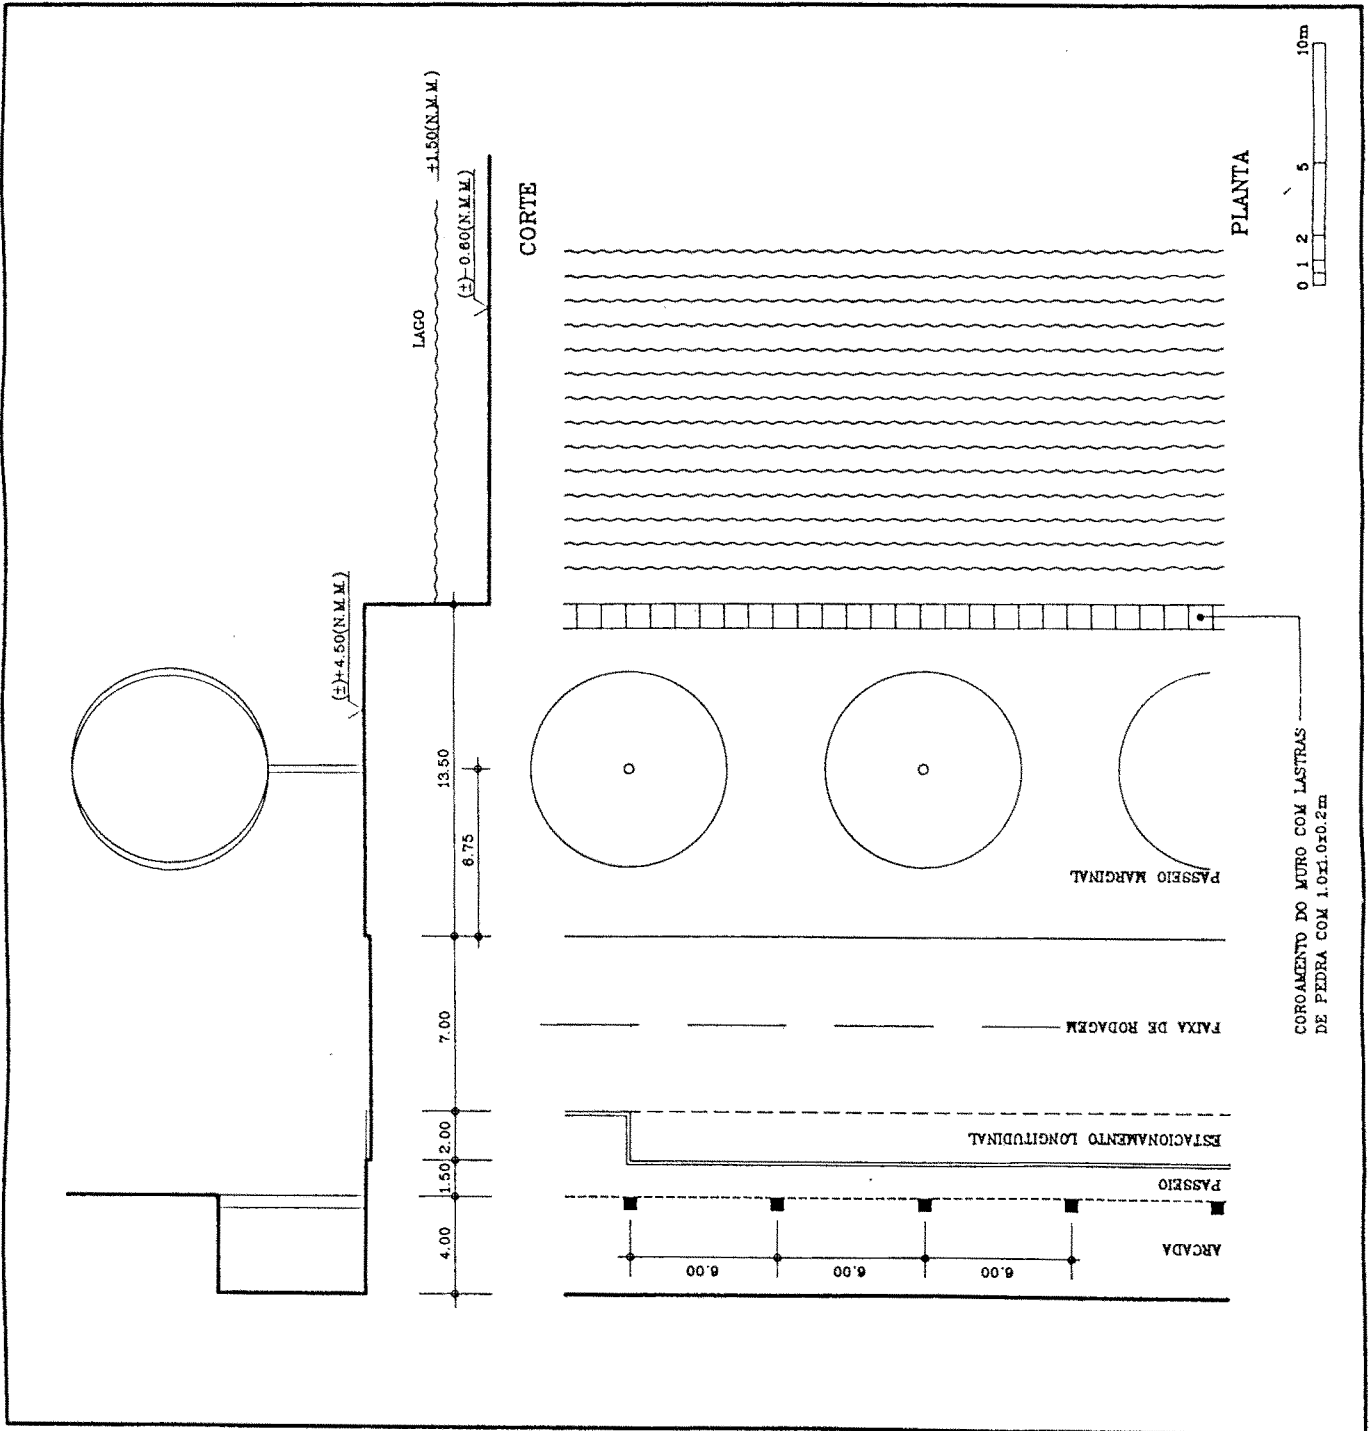 ±1.50(N.M.M.)
LAGO
(±)-0.60(N.M.M.)
(±)+4.50(N.M.M.)
CORTE
4.00
1.50
2.00
7.00
13.50
6.75
PLANTA
0 1 2 5 10m
PASSEIO MARGINAL
FAIXA DE RODAGEM
ESTACIONAMENTO LONGITUDINAL
PASSEIO
ARCADA
6.00
6.00
6.00
COROAMENTO DO MURO COM LASTRAS
DE PEDRA COM 1.0x1.0x0.2m